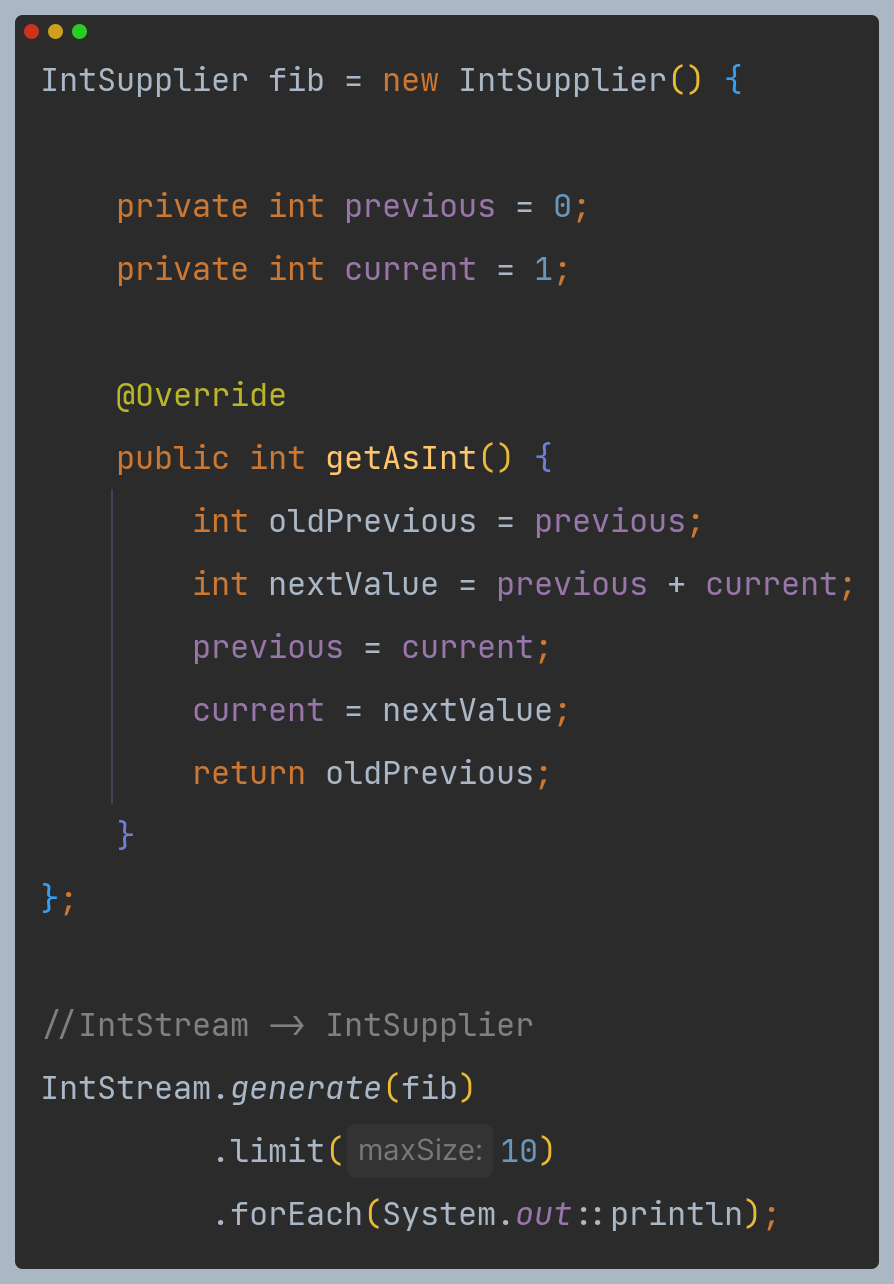 IntSupplier fib = new IntSupplier() {
private int previous = 0;
private int current = 1;
@Override
public int getAsInt() {
int oldPrevious = previous;
int nextValue = previous + current;
previous = current;
current = nextValue;
return oldPrevious;
}
};
//IntStream -> IntSupplier
IntStream.generate(fib)
.limit( maxSize: 10)
.forEach(System.out::println);